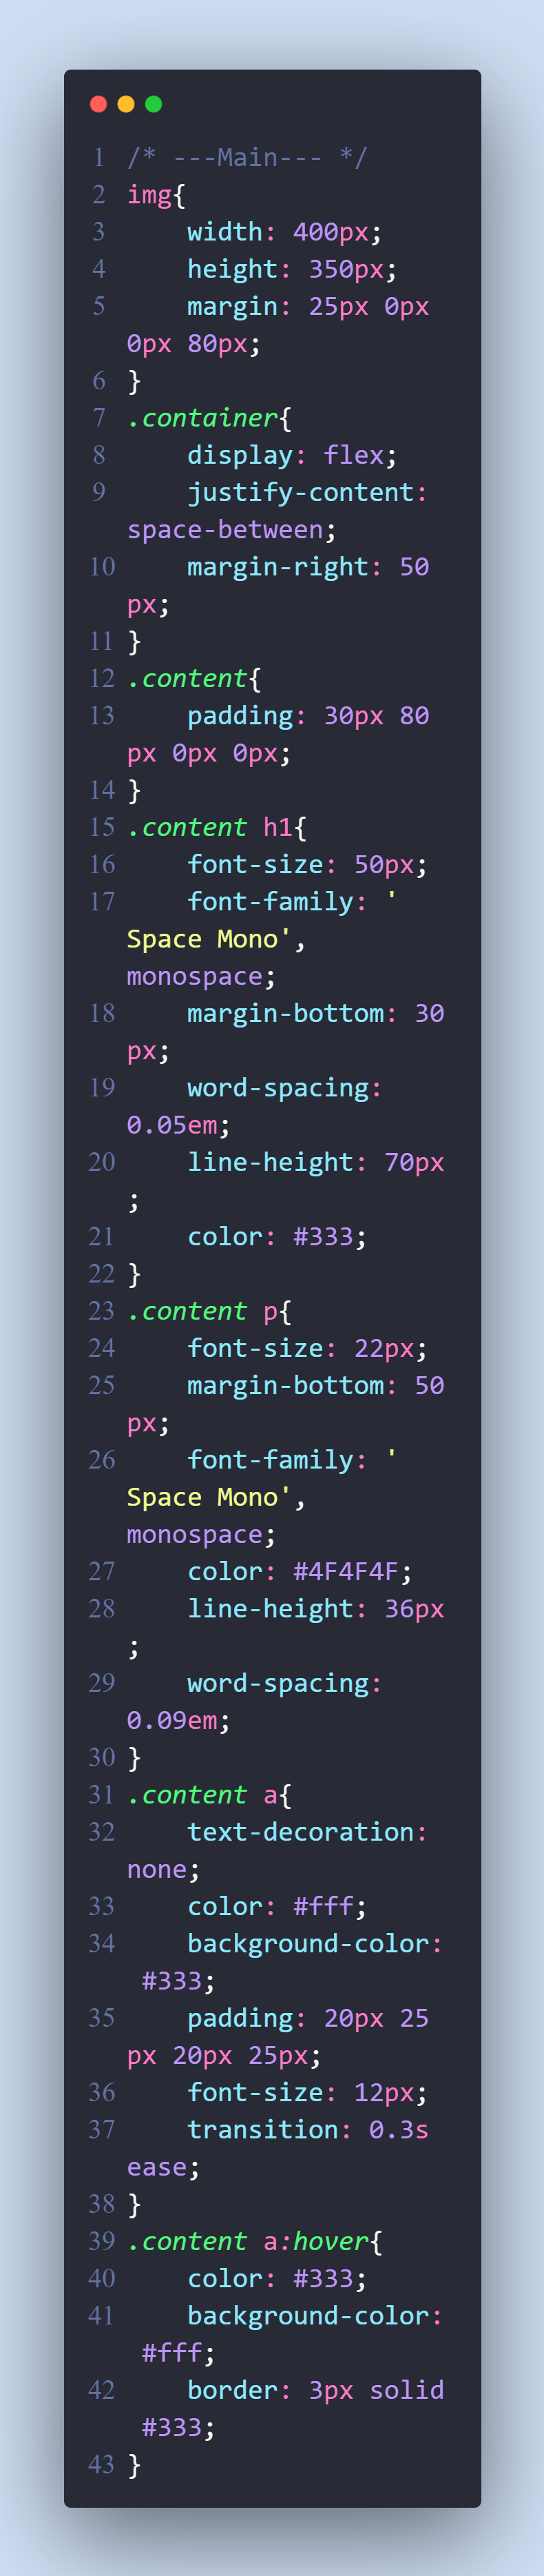 1 /* ---Main--- */
2 img{
3     width: 400px;
4     height: 350px;
5     margin: 25px 0px
0px 80px;
6 }
7 .container{
8     display: flex;
9     justify-content:
space-between;
10     margin-right: 50
px;
11 }
12 .content{
13     padding: 30px 80
px 0px 0px;
14 }
15 .content h1{
16     font-size: 50px;
17     font-family: '
Space Mono',
monospace;
18     margin-bottom: 30
px;
19     word-spacing:
0.05em;
20     line-height: 70px
;
21     color: #333;
22 }
23 .content p{
24     font-size: 22px;
25     margin-bottom: 50
px;
26     font-family: '
Space Mono',
monospace;
27     color: #4F4F4F;
28     line-height: 36px
;
29     word-spacing:
0.09em;
30 }
31 .content a{
32     text-decoration:
none;
33     color: #fff;
34     background-color:
 #333;
35     padding: 20px 25
px 20px 25px;
36     font-size: 12px;
37     transition: 0.3s
ease;
38 }
39 .content a:hover{
40     color: #333;
41     background-color:
 #fff;
42     border: 3px solid
 #333;
43 }